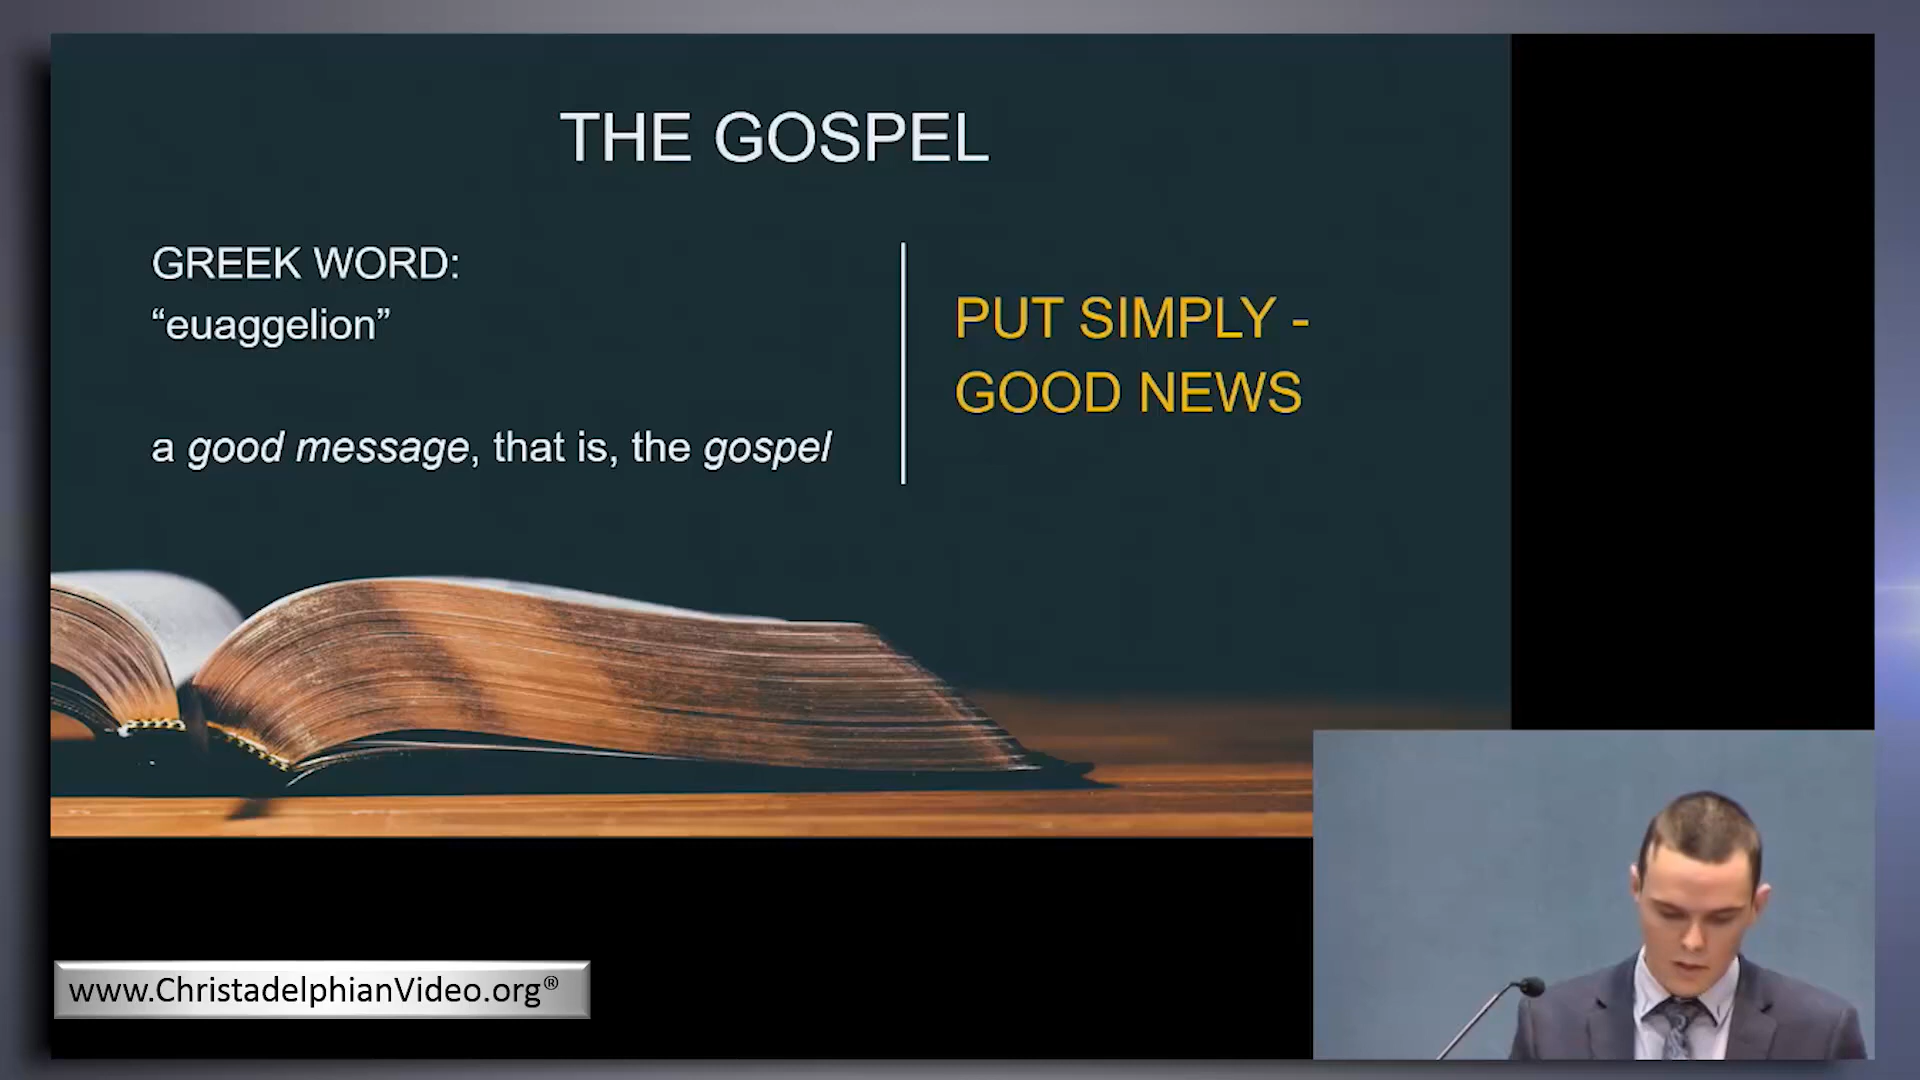 THE GOSPEL
GREEK WORD:
“euaggelion”
a good message, that is, the gospel
PUT SIMPLY -
GOOD NEWS
www.ChristadelphianVideo.org®